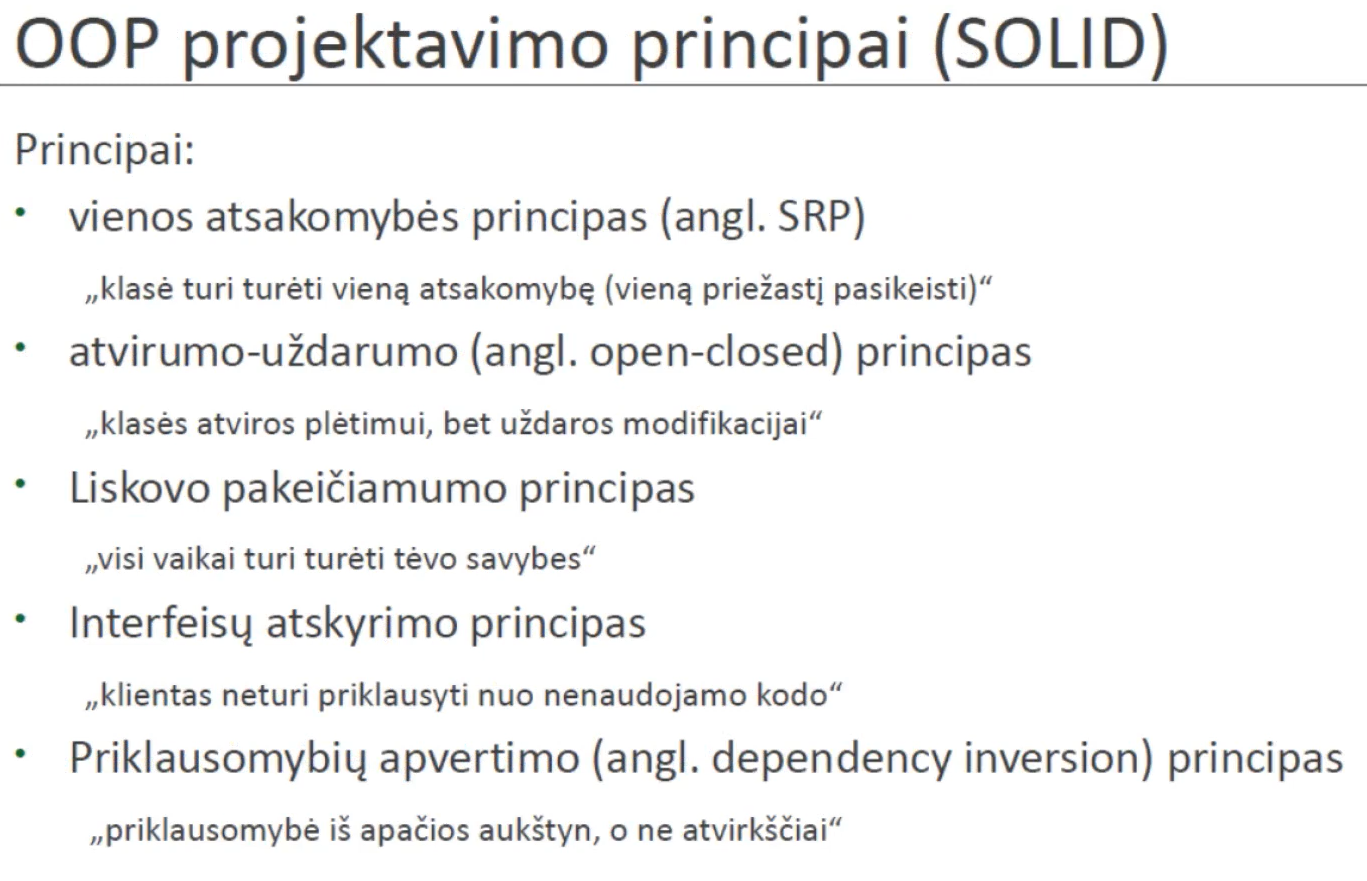 OOP projektavimo principai (SOLID)
Principai:
• vienos atsakomybės principas (angl. SRP)
„klasė turi turėti vieną atsakomybę (vieną priežastį pasikeisti)“
• atvirumo-uždarumo (angl. open-closed) principas
„klasės atviros plėtimui, bet uždaros modifikacijai“
• Liskovo pakeičiamumo principas
„visi vaikai turi turėti tėvo savybes“
• Interfeisų atskyrimo principas
„klientas neturi priklausyti nuo nenaudojamo kodo“
• Priklausomybių apvertimo (angl. dependency inversion) principas
„priklausomybė iš apačios aukštyn, o ne atvirkščiai“